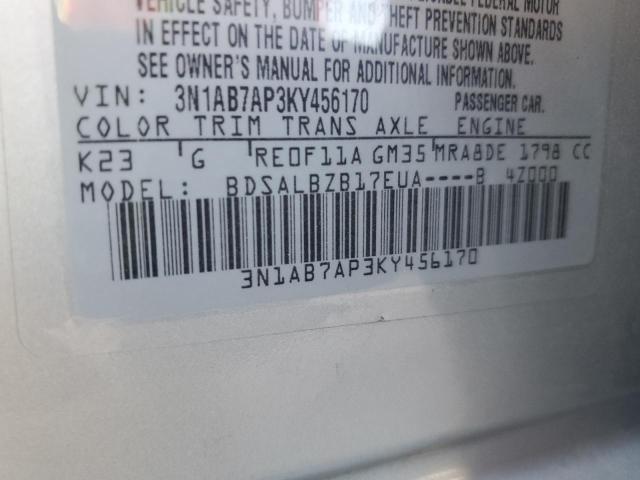 VEHICLE SAFETY, BUMPER AND THEFT PREVENTION STANDARDS
IN EFFECT ON THE DATE OF MANUFACTURE SHOWN ABOVE.
SEE OWNER'S MANUAL FOR ADDITIONAL INFORMATION.
VIN: 3N1AB7AP3KY456170 PASSENGER CAR.
COLOR TRIM TRANS AXLE ENGINE
K23 'G 'RE0F11A GM35 'MRA8DE 1798 CC
MODEL: BDSALBZB17EUA----B 4Z000
3N1AB7AP3KY456170